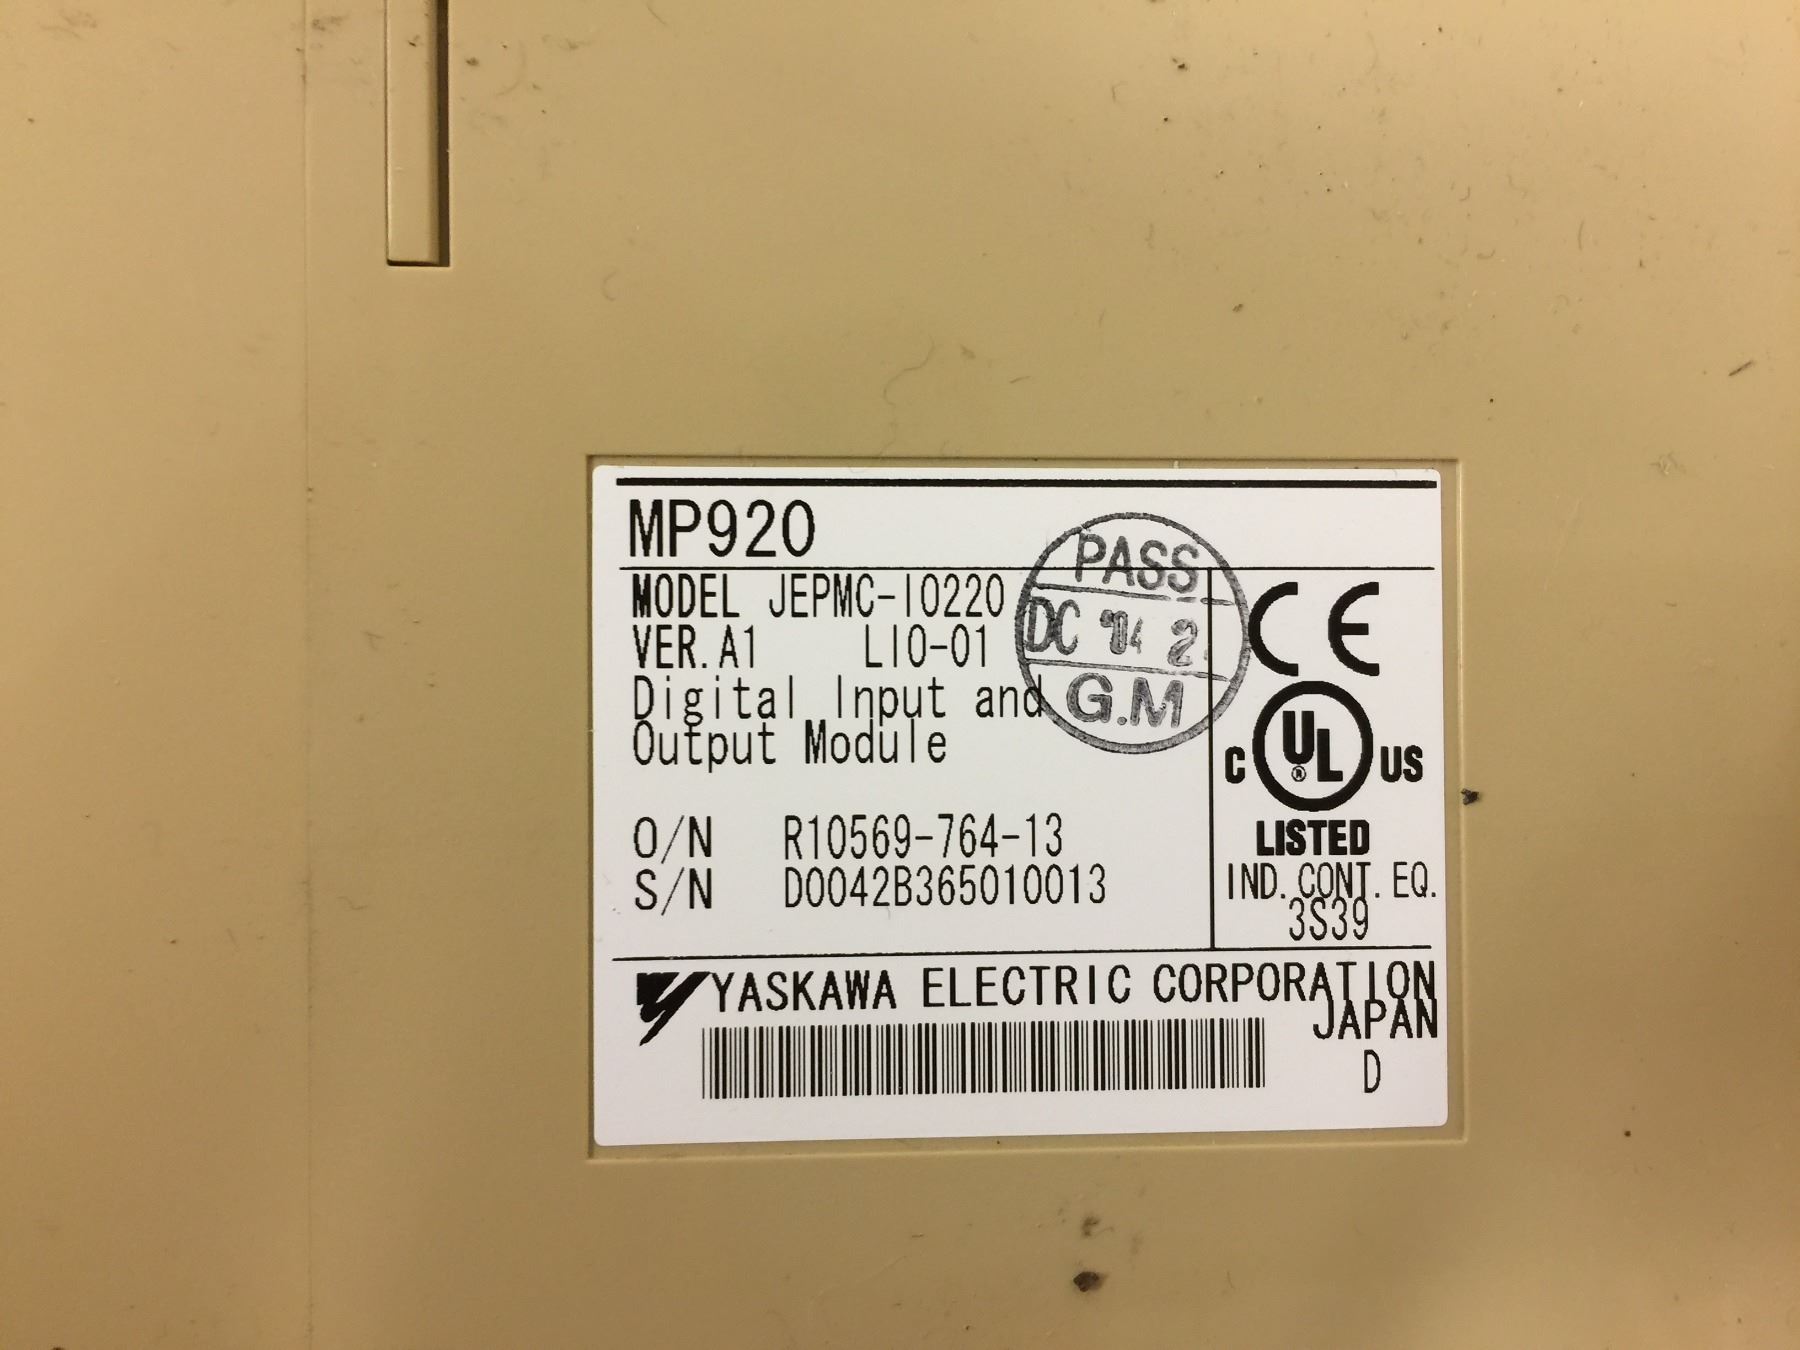 MP920
MODEL JEPMC-IO220
VER.A1 LIO-01
Digital Input and
Output Module
PASS
DC '04 2.
G.M
O/N R10569-764-13
S/N D0042B365010013
CE
C UL® US
LISTED
IND.CONT.EQ.
3S39
YASKAWA ELECTRIC CORPORATION
JAPAN
D